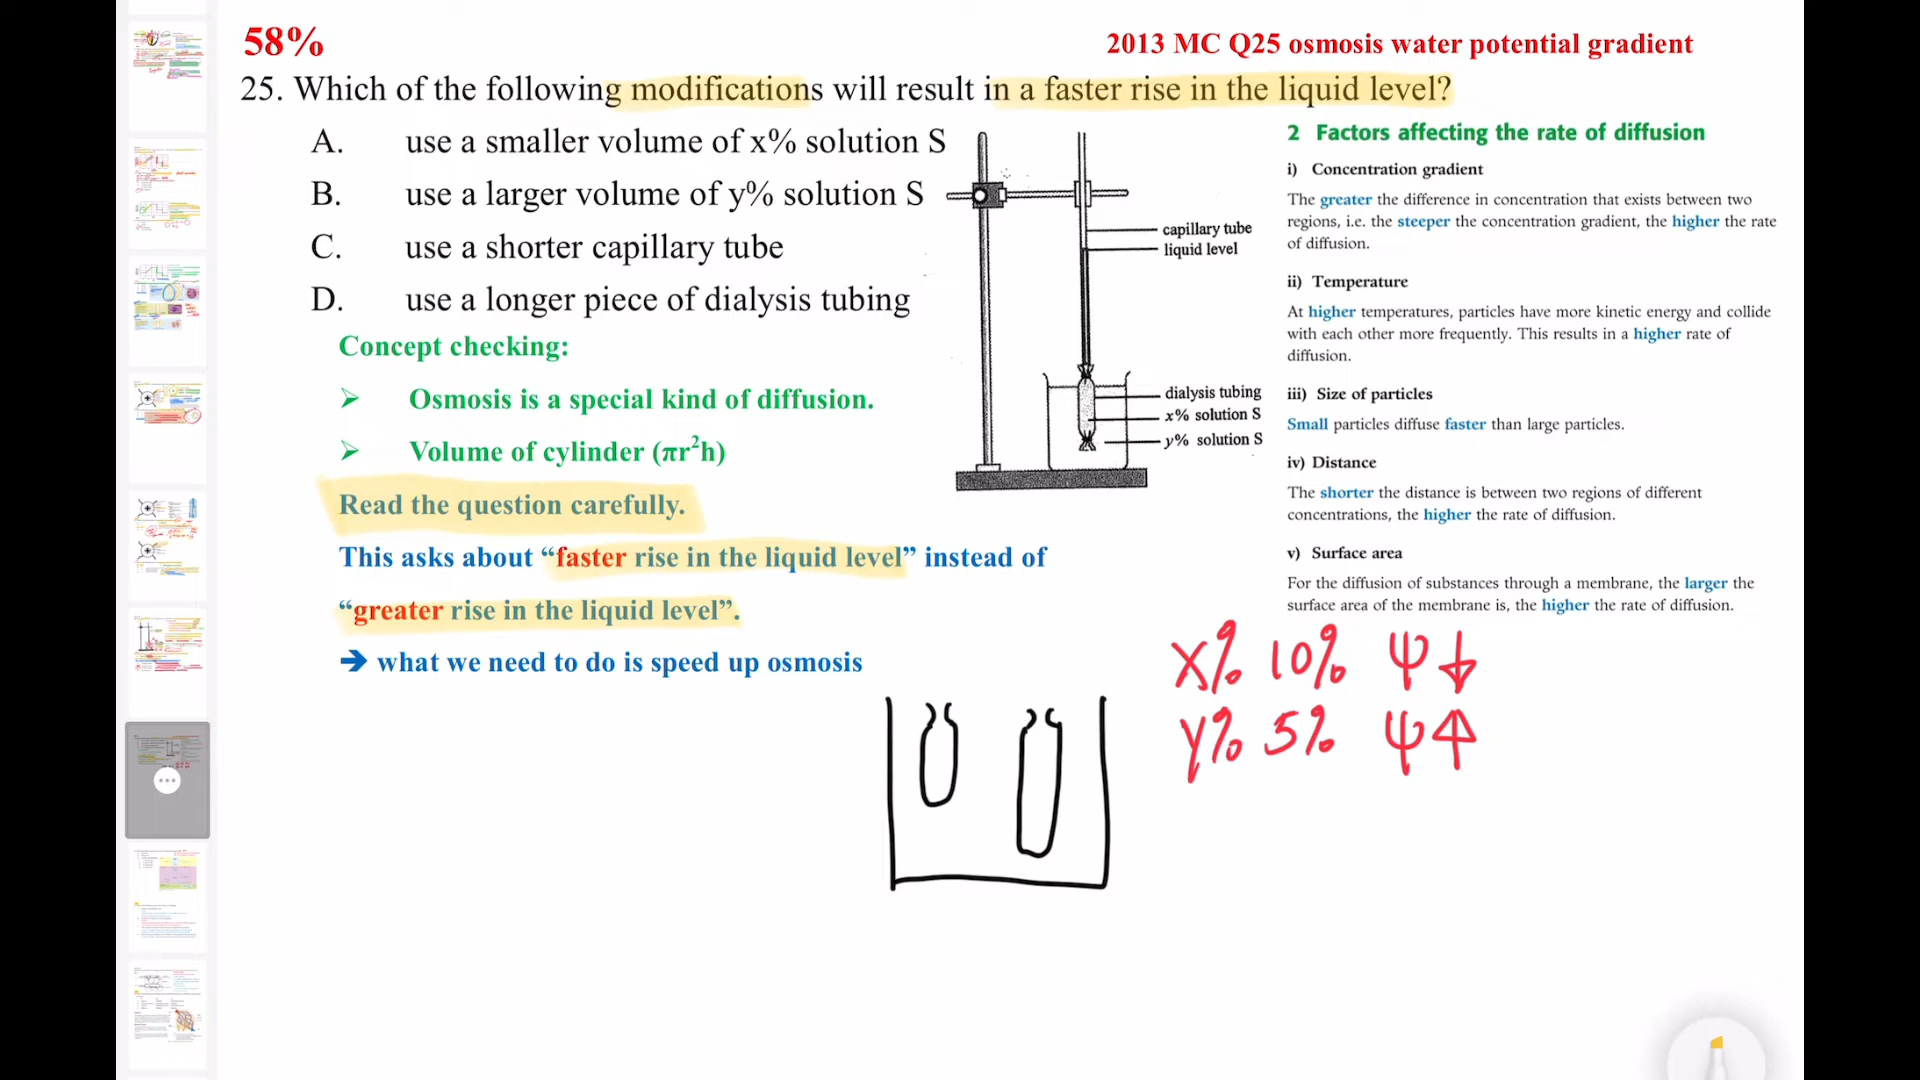 58%
2013 MC Q25 osmosis water potential gradient
25. Which of the following modifications will result in a faster rise in the liquid level?
A. use a smaller volume of x% solution S
B. use a larger volume of y% solution S
C. use a shorter capillary tube
D. use a longer piece of dialysis tubing
Concept checking:
➢ Osmosis is a special kind of diffusion.
➢ Volume of cylinder (πr²h)
Read the question carefully.
This asks about “faster rise in the liquid level” instead of
“greater rise in the liquid level”.
➔ what we need to do is speed up osmosis
capillary tube
liquid level
dialysis tubing
x% solution S
y% solution S
2 Factors affecting the rate of diffusion
i) Concentration gradient
The greater the difference in concentration that exists between two
regions, i.e. the steeper the concentration gradient, the higher the rate
of diffusion.
ii) Temperature
At higher temperatures, particles have more kinetic energy and collide
with each other more frequently. This results in a higher rate of
diffusion.
iii) Size of particles
Small particles diffuse faster than large particles.
iv) Distance
The shorter the distance is between two regions of different
concentrations, the higher the rate of diffusion.
v) Surface area
For the diffusion of substances through a membrane, the larger the
surface area of the membrane is, the higher the rate of diffusion.
X% 10% Ψ ↓
Y% 5% Ψ ↑